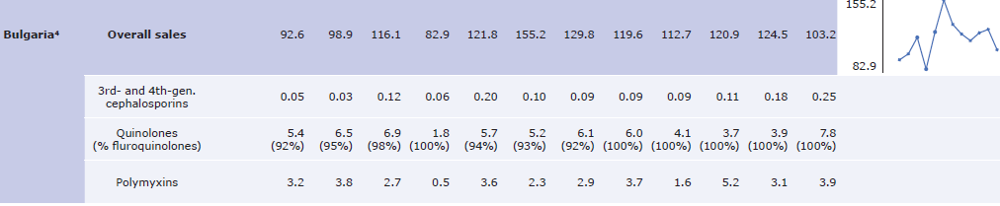 155.2
Bulgaria⁴ Overall sales 92.6 98.9 116.1 82.9 121.8 155.2 129.8 119.6 112.7 120.9 124.5 103.2
82.9
3rd- and 4th-gen.
cephalosporins 0.05 0.03 0.12 0.06 0.20 0.10 0.09 0.09 0.09 0.11 0.18 0.25
Quinolones 5.4 6.5 6.9 1.8 5.7 5.2 6.1 6.0 4.1 3.7 3.9 7.8
(% fluroquinolones) (92%) (95%) (98%) (100%) (94%) (93%) (92%) (100%) (100%) (100%) (100%) (100%)
Polymyxins 3.2 3.8 2.7 0.5 3.6 2.3 2.9 3.7 1.6 5.2 3.1 3.9